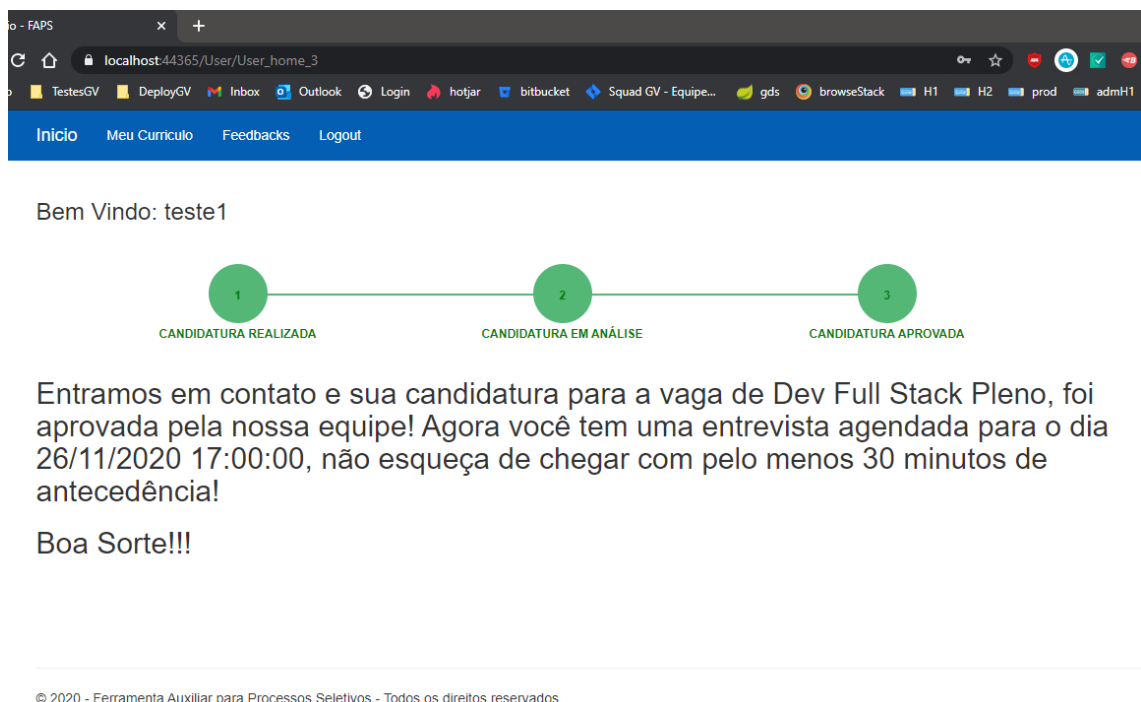 io - FAPS
localhost:44365/User/User_home_3
TestesGV DeployGV Inbox Outlook Login hotjar bitbucket Squad GV - Equipe... gds browseStack H1 H2 prod admH1
Inicio Meu Curriculo Feedbacks Logout
Bem Vindo: teste1
1 2 3
CANDIDATURA REALIZADA CANDIDATURA EM ANÁLISE CANDIDATURA APROVADA
Entramos em contato e sua candidatura para a vaga de Dev Full Stack Pleno, foi
aprovada pela nossa equipe! Agora você tem uma entrevista agendada para o dia
26/11/2020 17:00:00, não esqueça de chegar com pelo menos 30 minutos de
antecedência!
Boa Sorte!!!
© 2020 - Ferramenta Auxiliar para Processos Seletivos - Todos os direitos reservados